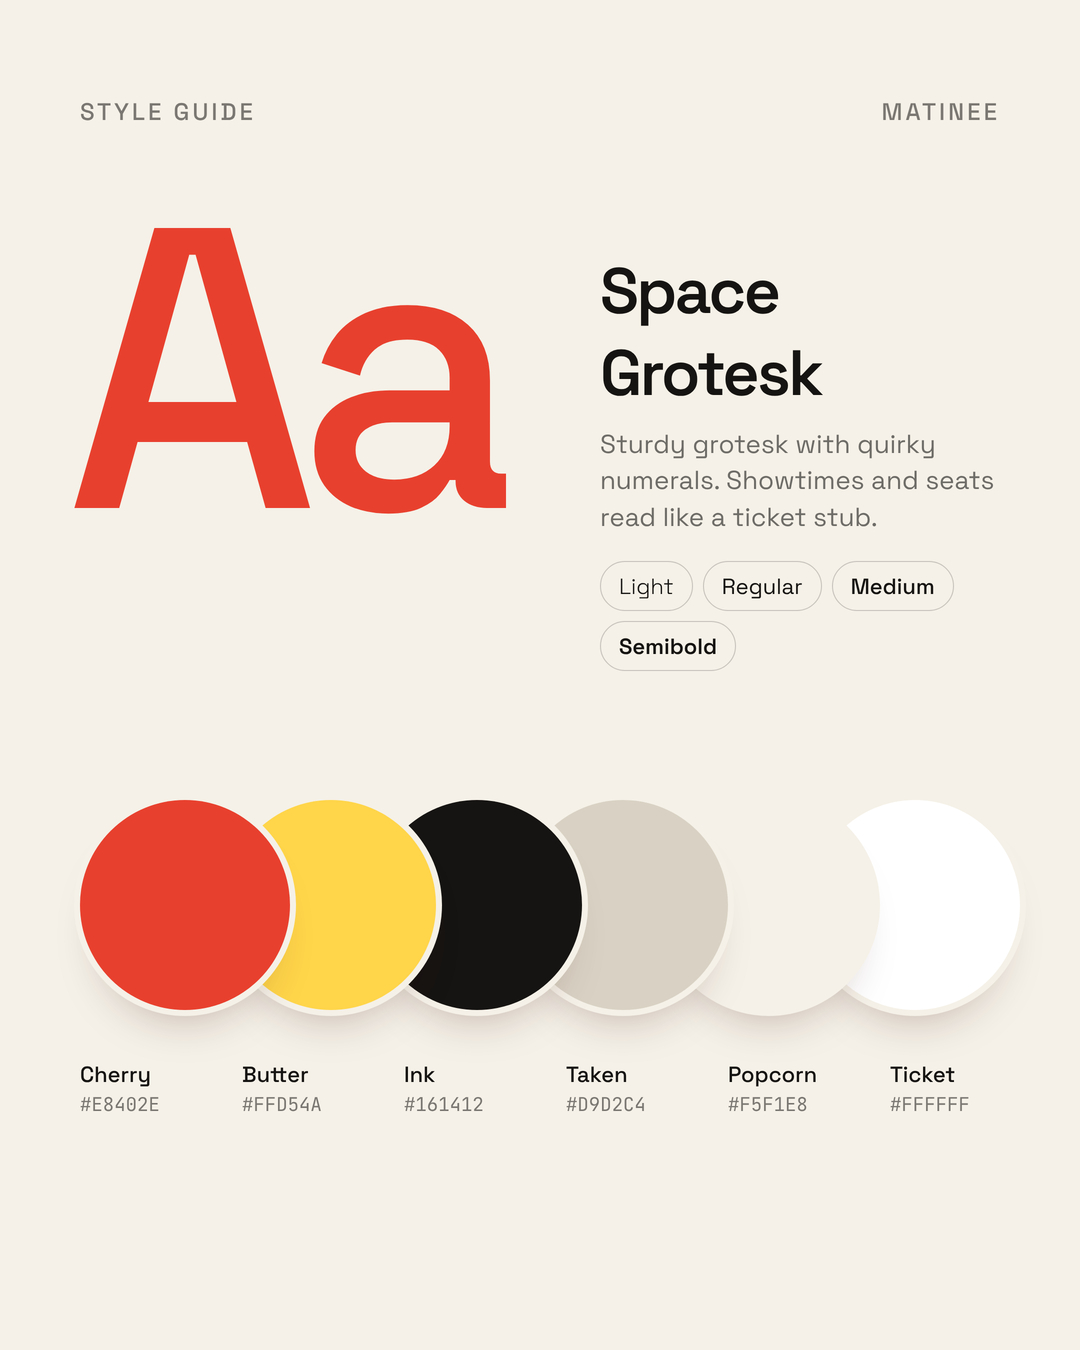 STYLE GUIDE
MATINEE
Aa
Space
Grotesk
Sturdy grotesk with quirky
numerals. Showtimes and seats
read like a ticket stub.
Light
Regular
Medium
Semibold
Cherry
#E8402E
Butter
#FFD54A
Ink
#161412
Taken
#D9D2C4
Popcorn
#F5F1E8
Ticket
#FFFFFF